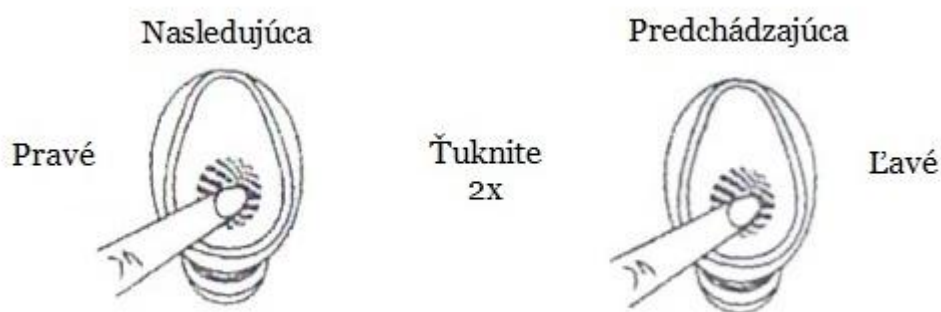 Nasledujúca
Predchádzajúca
Pravé
Ťuknite
2x
Ľavé